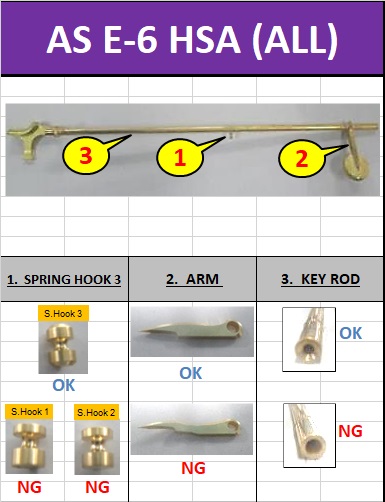 AS E-6 HSA (ALL)
3 1 2
1. SPRING HOOK 3 2. ARM 3. KEY ROD
S.Hook 3
OK OK OK
S.Hook 1 S.Hook 2
NG NG NG NG